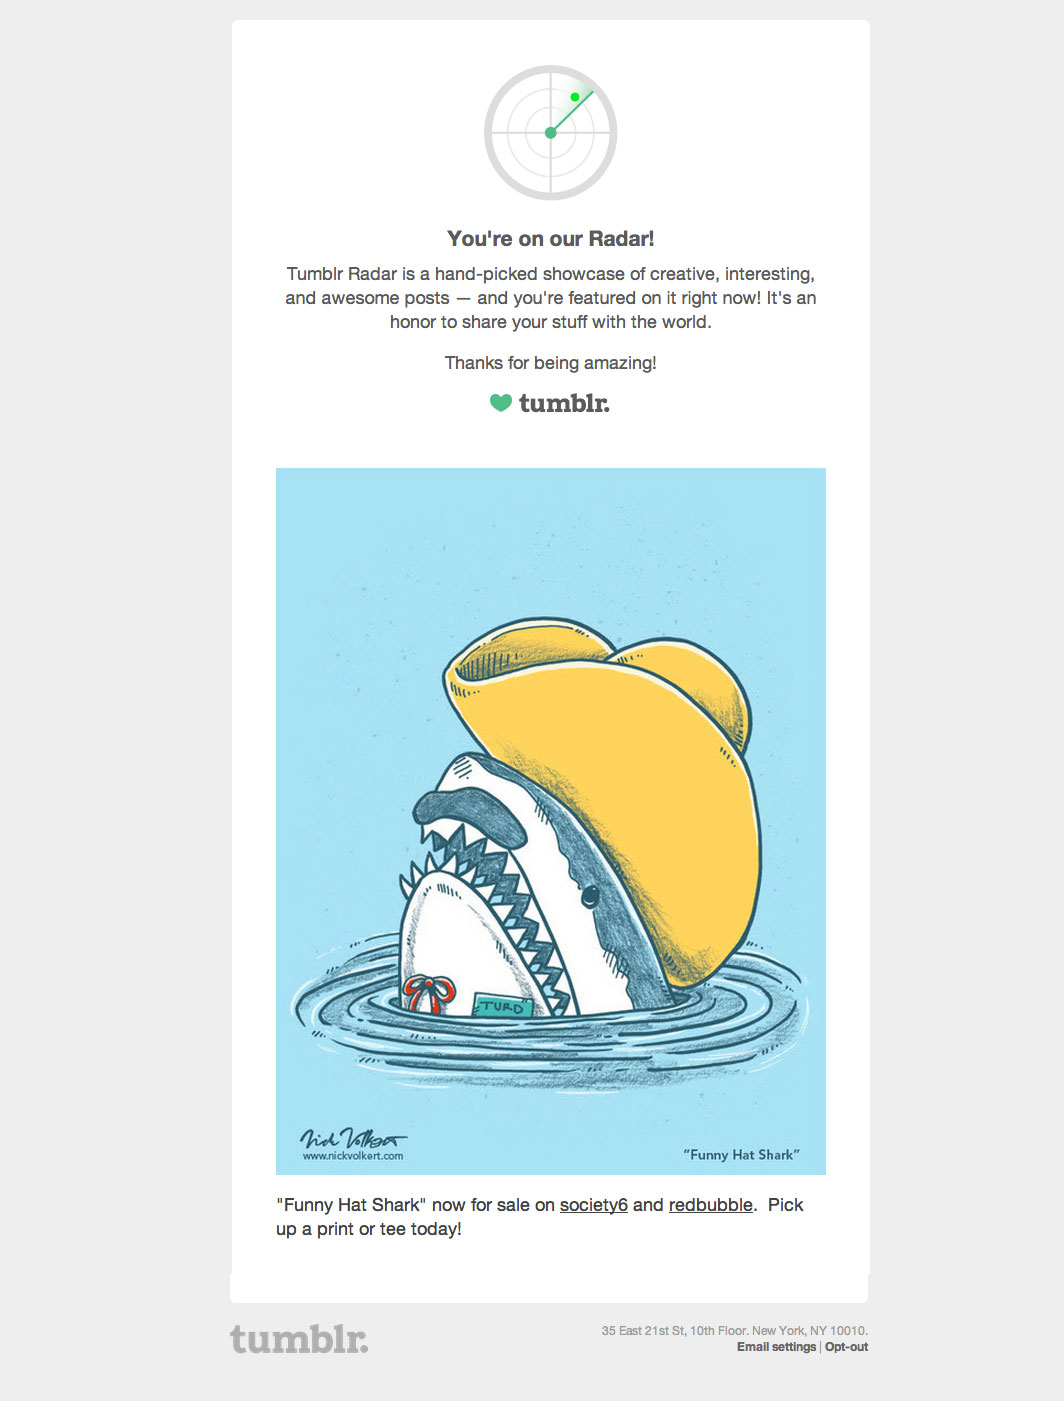 You're on our Radar!
Tumblr Radar is a hand-picked showcase of creative, interesting,
and awesome posts — and you're featured on it right now! It's an
honor to share your stuff with the world.
Thanks for being amazing!
tumblr.
TURD
Nick Volkert
www.nickvolkert.com
"Funny Hat Shark"
"Funny Hat Shark" now for sale on society6 and redbubble.  Pick
up a print or tee today!
tumblr.
35 East 21st St, 10th Floor. New York, NY 10010.
Email settings | Opt-out